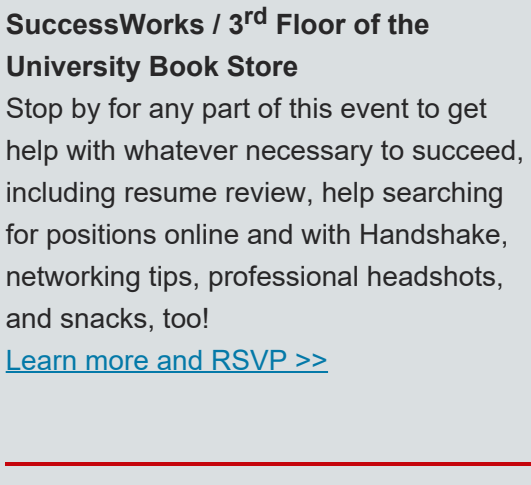 SuccessWorks / 3rd Floor of the
University Book Store
Stop by for any part of this event to get
help with whatever necessary to succeed,
including resume review, help searching
for positions online and with Handshake,
networking tips, professional headshots,
and snacks, too!
Learn more and RSVP >>